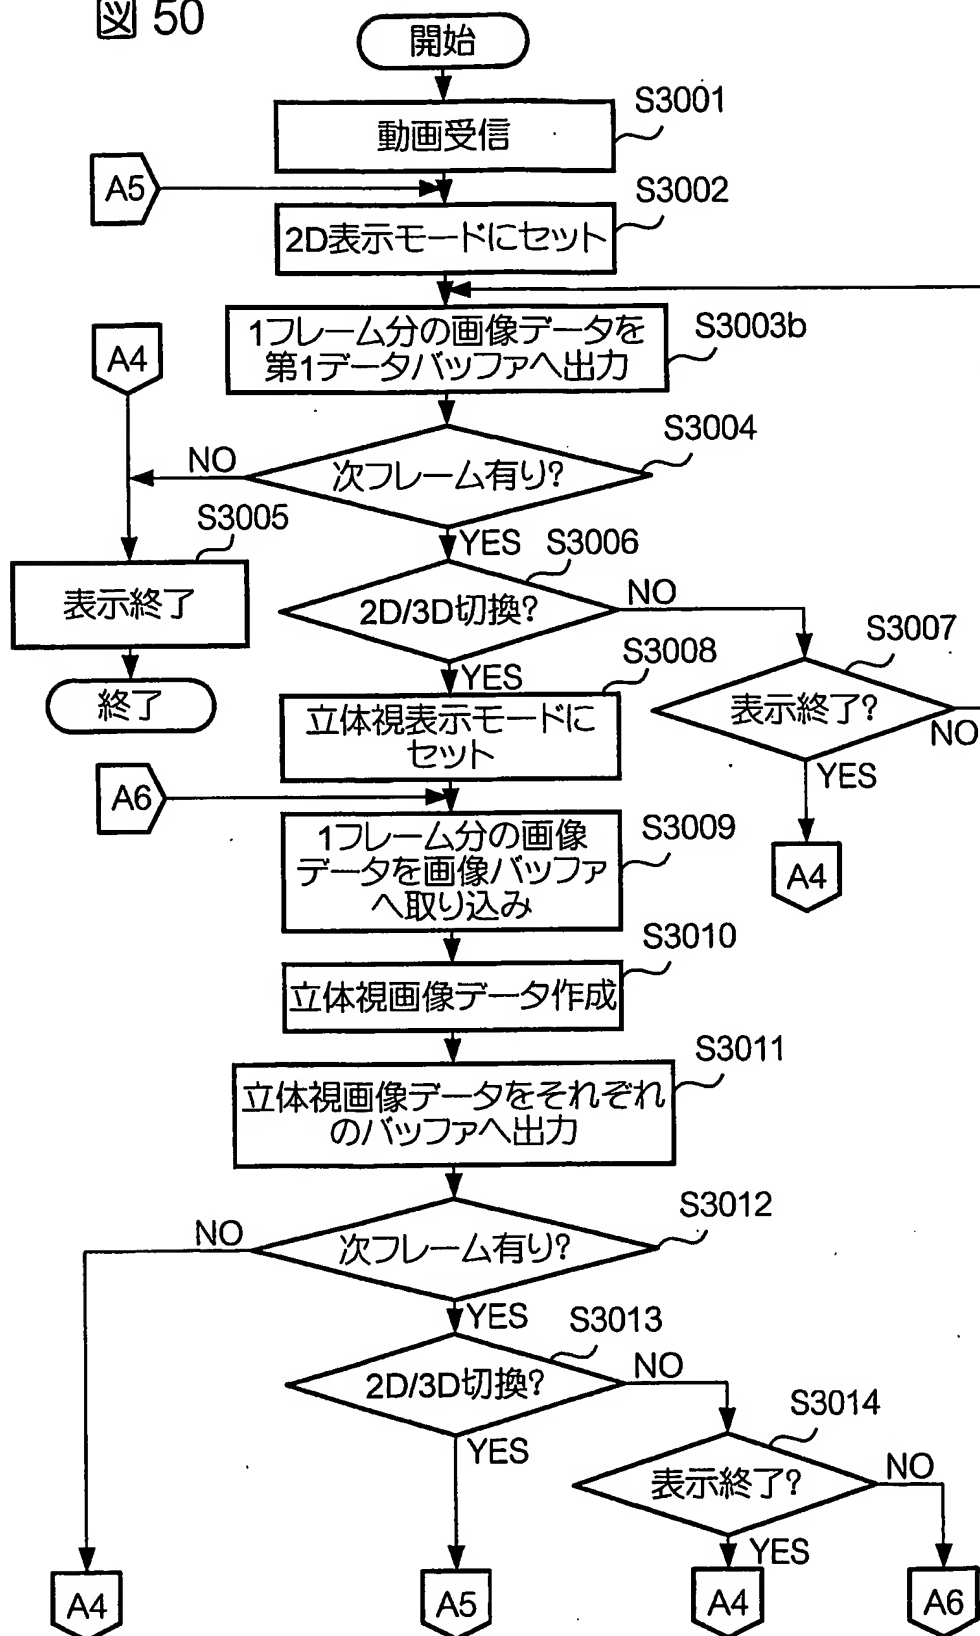 図 50
開始
S3001
動画受信
A5
S3002
2D表示モードにセット
A4
1フレーム分の画像データを
第1データバッファへ出力
S3003b
S3004
NO
次フレーム有り?
S3005
YES
S3006
表示終了
2D/3D切換?
NO
S3007
終了
YES
S3008
立体視表示モードに
セット
表示終了?
NO
YES
A6
A4
1フレーム分の画像
データを画像バッファ
へ取り込み
S3009
S3010
立体視画像データ作成
S3011
立体視画像データをそれぞれ
のバッファへ出力
S3012
NO
次フレーム有り?
YES
S3013
2D/3D切換?
NO
S3014
YES
表示終了?
NO
YES
A4
A5
A4
A6